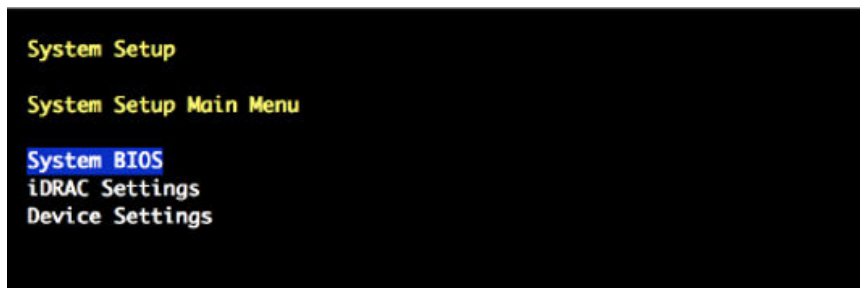 System Setup
System Setup Main Menu
System BIOS
iDRAC Settings
Device Settings